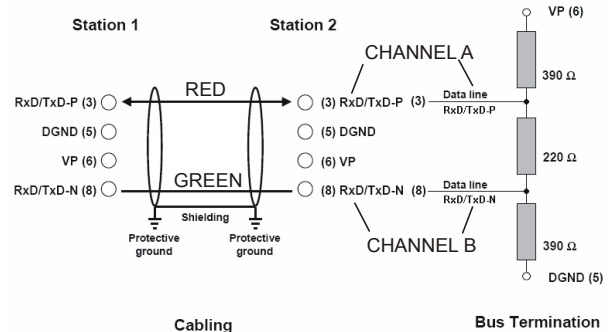 Station 1
Station 2
VP (6)
CHANNEL A
390 Ω
RED
RxD/TxD-P (3)
(3) RxD/TxD-P (3)
Data line
RxD/TxD-P
DGND (5)
(5) DGND
VP (6)
(6) VP
220 Ω
GREEN
RxD/TxD-N (8)
(8) RxD/TxD-N (8)
Data line
RxD/TxD-N
Shielding
Protective
ground
Protective
ground
CHANNEL B
390 Ω
DGND (5)
Cabling
Bus Termination